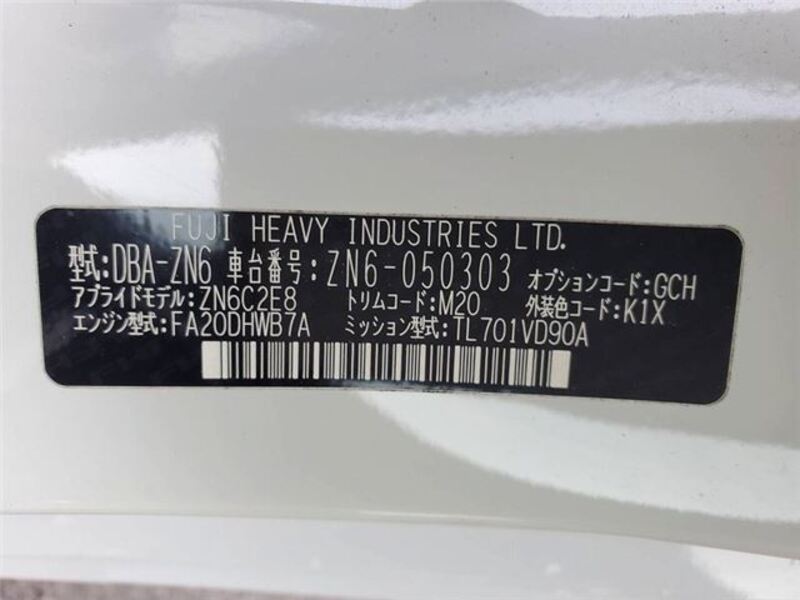 FUJI HEAVY INDUSTRIES LTD.
型式:DBA-ZN6 車台番号:ZN6-050303 オプションコード:GCH
アプライドモデル:ZN6C2E8 トリムコード:M20 外装色コード:K1X
エンジン型式:FA20DHWB7A ミッション型式:TL701VD90A